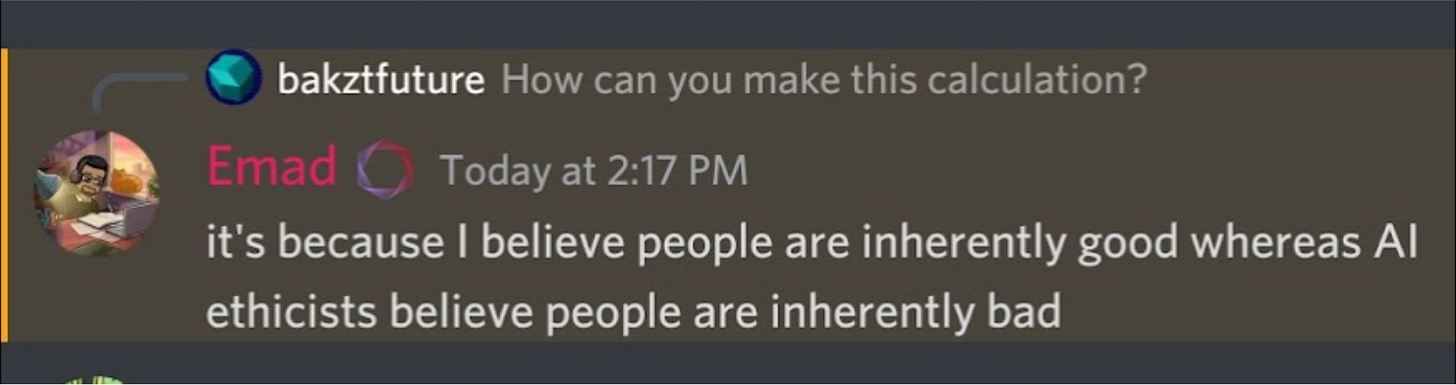 bakztfuture How can you make this calculation?
Emad Today at 2:17 PM
it's because I believe people are inherently good whereas AI
ethicists believe people are inherently bad